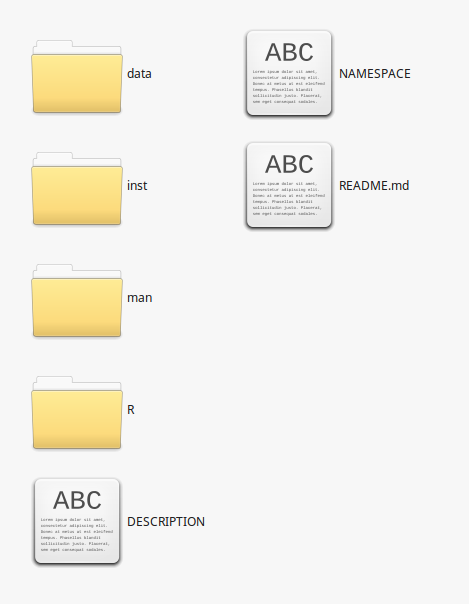 data
inst
man
R
ABC
Lorem ipsum dolor sit amet,
consectetur adipiscing elit.
Donec at metus at est eleifend
tempus. Phasellus blandit
sollicitudin justo. Placerat,
sem eget consequat sodales.
DESCRIPTION
ABC
Lorem ipsum dolor sit amet,
consectetur adipiscing elit.
Donec at metus at est eleifend
tempus. Phasellus blandit
sollicitudin justo. Placerat,
sem eget consequat sodales.
NAMESPACE
ABC
Lorem ipsum dolor sit amet,
consectetur adipiscing elit.
Donec at metus at est eleifend
tempus. Phasellus blandit
sollicitudin justo. Placerat,
sem eget consequat sodales.
README.md